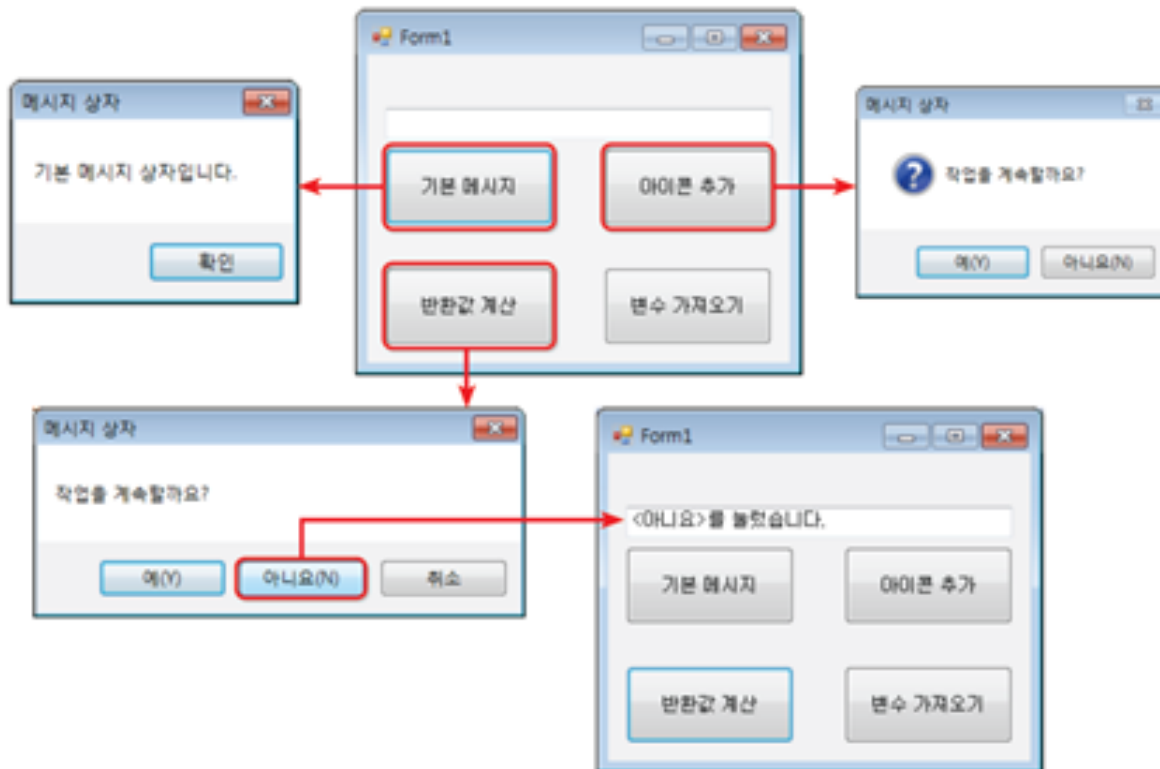 Form1
기본 메시지
아이콘 추가
반환값 계산
변수 가져오기
메시지 상자
기본 메시지 상자입니다.
확인
메시지 상자
작업을 계속할까요?
예(Y)
아니요(N)
메시지 상자
작업을 계속할까요?
예(Y)
아니요(N)
취소
Form1
<아니요>를 눌렀습니다.
기본 메시지
아이콘 추가
반환값 계산
변수 가져오기